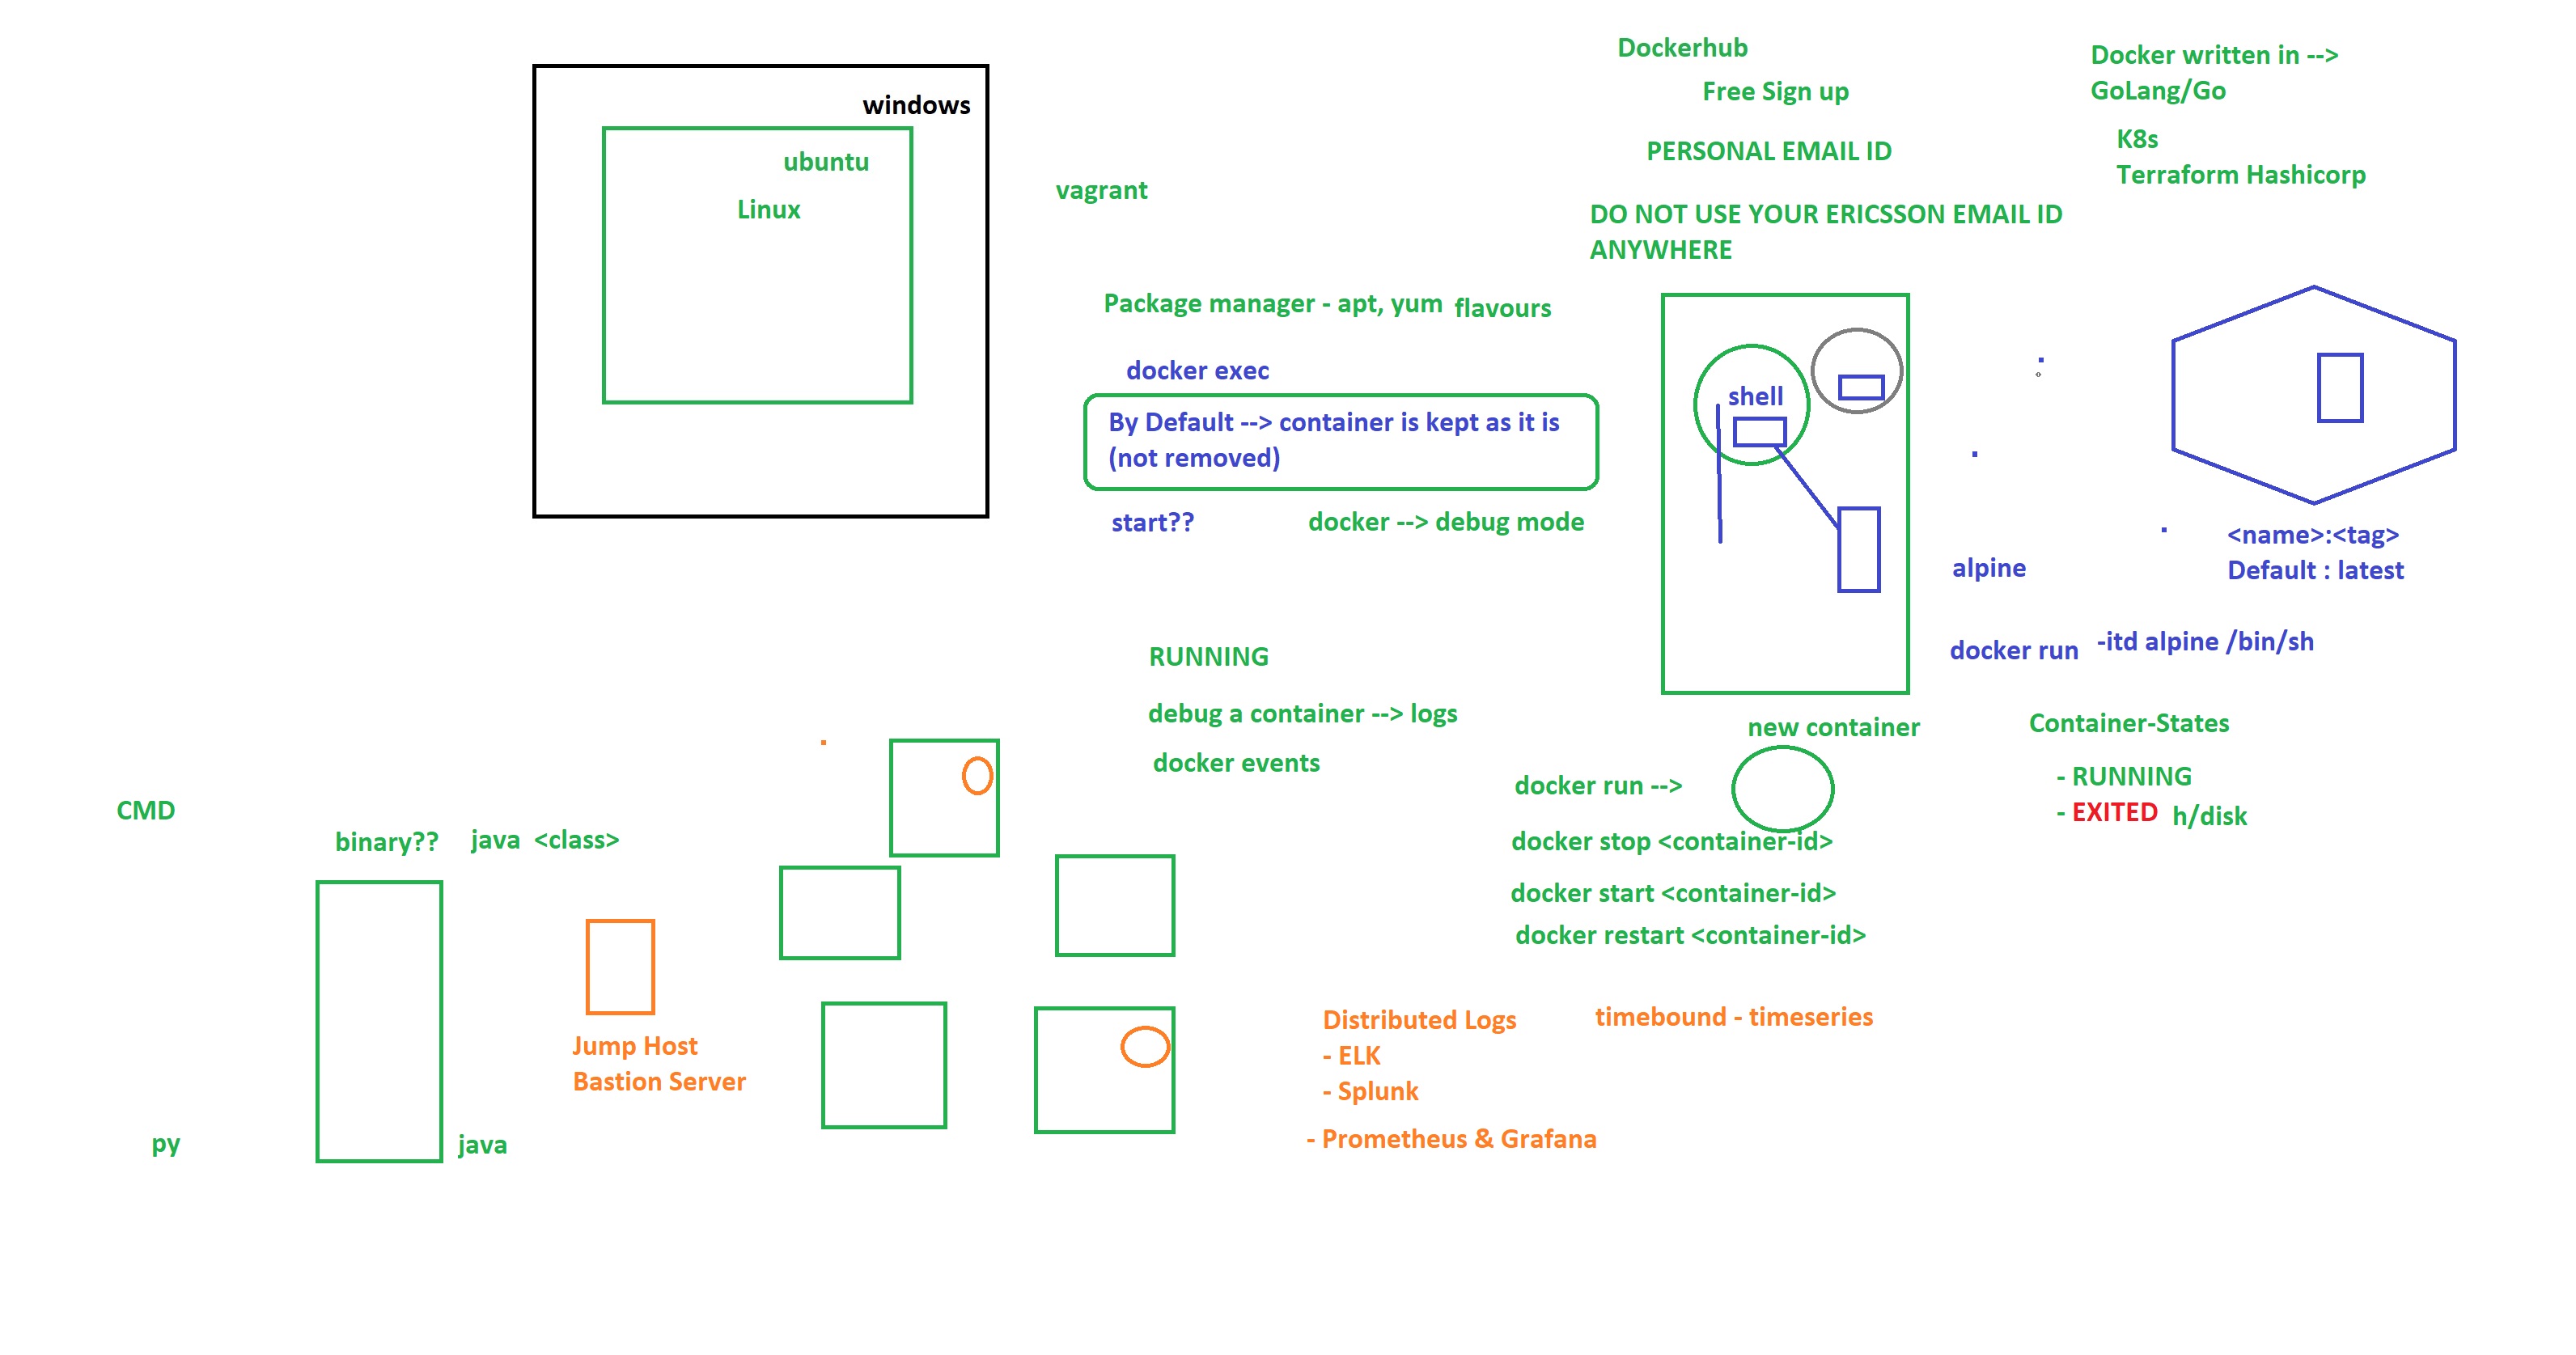 windows
ubuntu
Linux
vagrant
Dockerhub
Free Sign up
PERSONAL EMAIL ID
DO NOT USE YOUR ERICSSON EMAIL ID
ANYWHERE
Docker written in -->
GoLang/Go
K8s
Terraform Hashicorp
Package manager - apt, yum flavours
docker exec
By Default --> container is kept as it is
(not removed)
start??
docker --> debug mode
shell
<name>:<tag>
Default : latest
alpine
docker run -itd alpine /bin/sh
RUNNING
debug a container --> logs
docker events
new container
docker run -->
docker stop <container-id>
docker start <container-id>
docker restart <container-id>
Container-States
- RUNNING
- EXITED h/disk
CMD
binary??
java <class>
Jump Host
Bastion Server
py
java
Distributed Logs
- ELK
- Splunk
- Prometheus & Grafana
timebound - timeseries